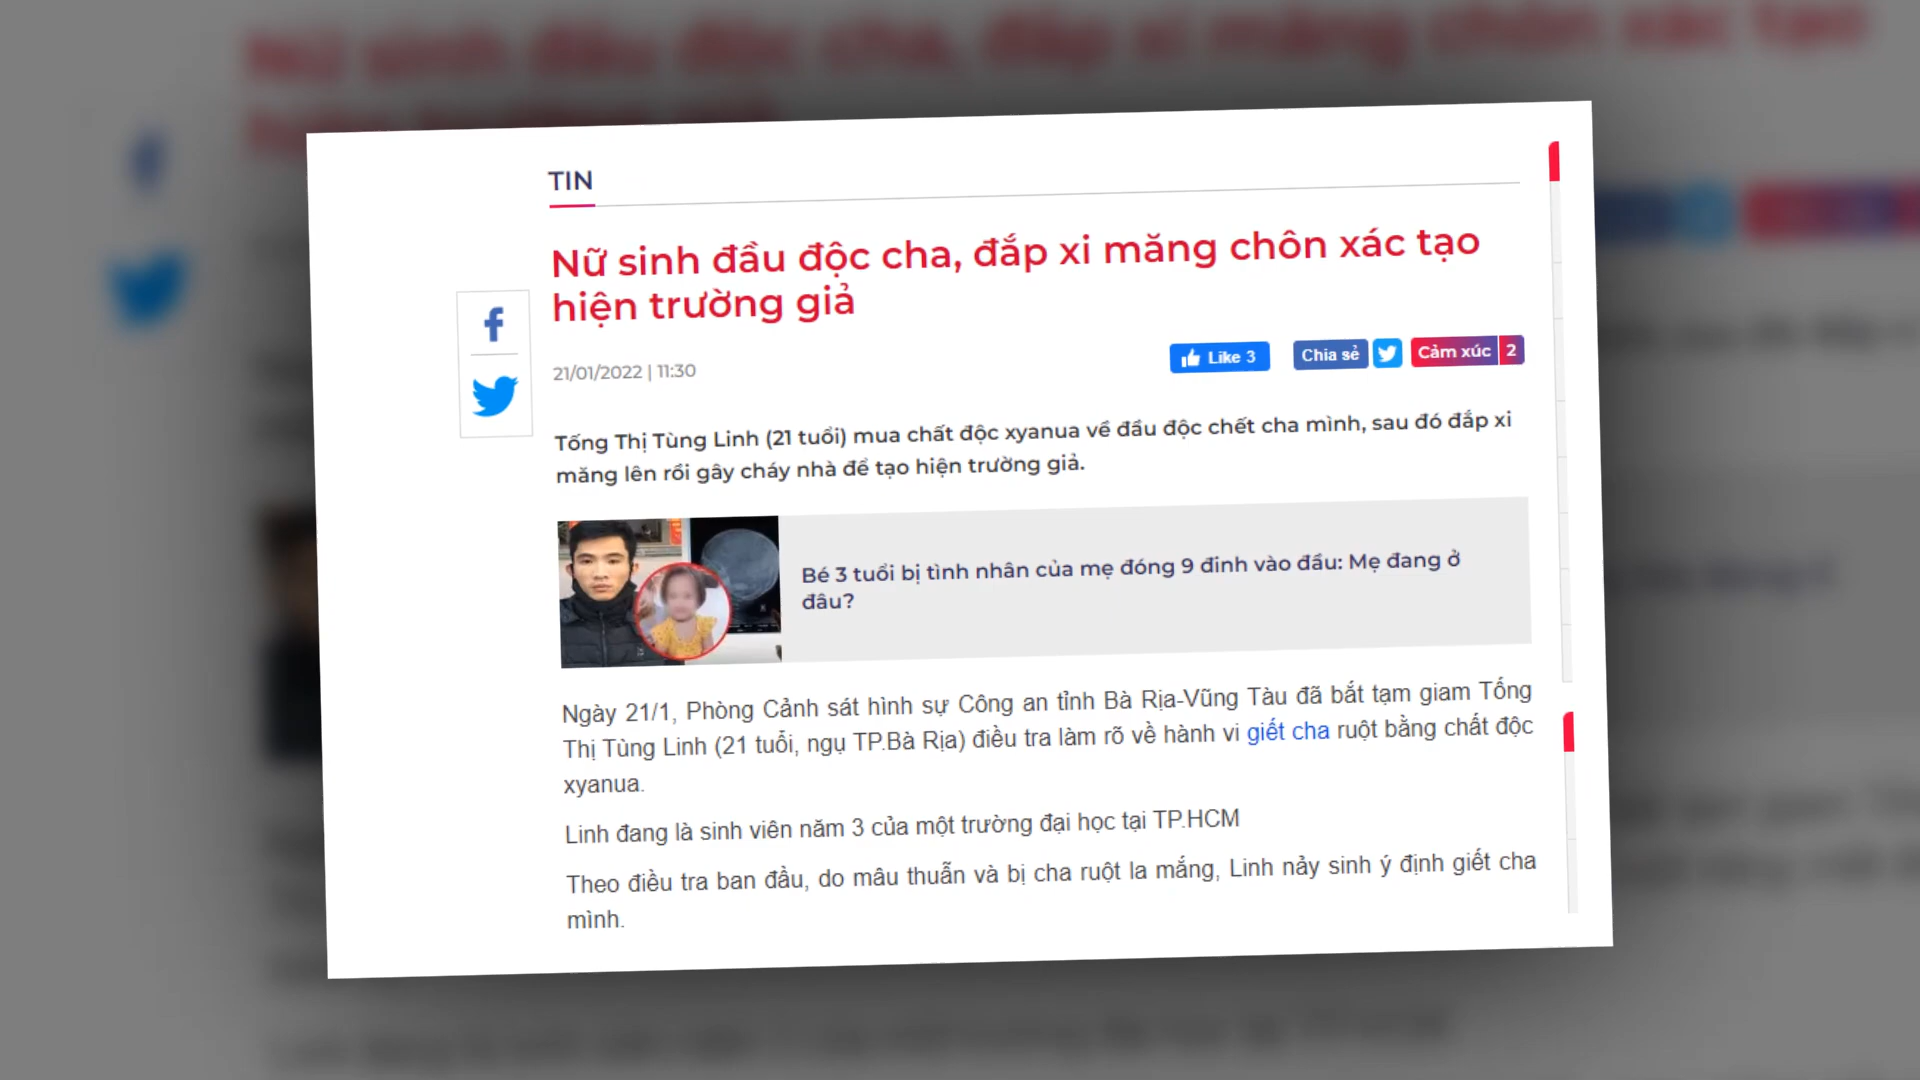 TIN
Nữ sinh đầu độc cha, đắp xi măng chôn xác tạo
hiện trường giả
21/01/2022 | 11:30
Like 3
Chia sẻ
Cảm xúc 2
Tống Thị Tùng Linh (21 tuổi) mua chất độc xyanua về đầu độc chết cha mình, sau đó đắp xi
măng lên rồi gây cháy nhà để tạo hiện trường giả.
Bé 3 tuổi bị tình nhân của mẹ đóng 9 đinh vào đầu: Mẹ đang ở
đâu?
Ngày 21/1, Phòng Cảnh sát hình sự Công an tỉnh Bà Rịa-Vũng Tàu đã bắt tạm giam Tống
Thị Tùng Linh (21 tuổi, ngụ TP.Bà Rịa) điều tra làm rõ về hành vi giết cha ruột bằng chất độc
xyanua.
Linh đang là sinh viên năm 3 của một trường đại học tại TP.HCM
Theo điều tra ban đầu, do mâu thuẫn và bị cha ruột la mắng, Linh nảy sinh ý định giết cha
mình.